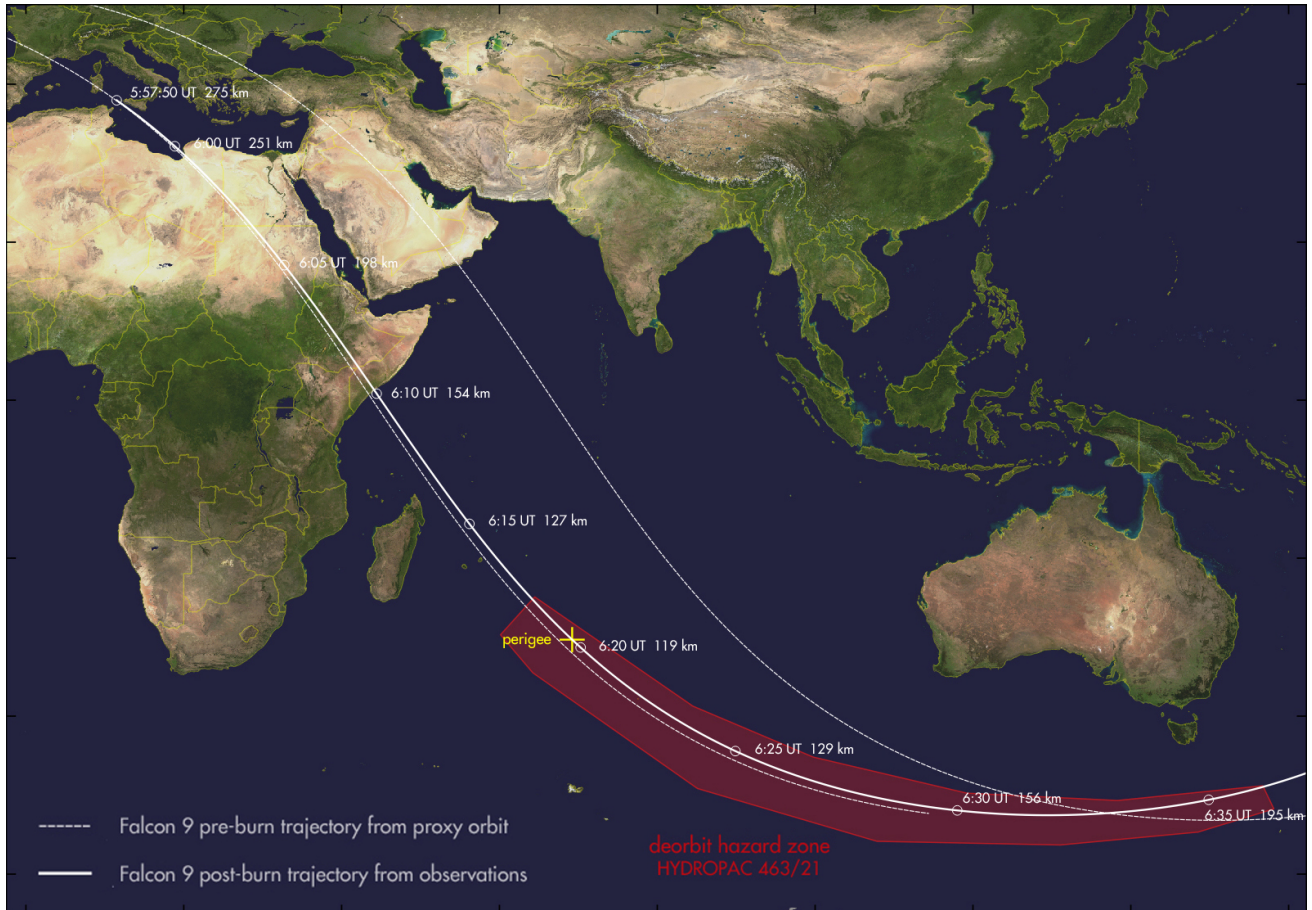 5:57:50 UT 275 km
6:00 UT 251 km
6:05 UT 198 km
6:10 UT 154 km
6:15 UT 127 km
perigee
6:20 UT 119 km
6:25 UT 129 km
6:30 UT 156 km
6:35 UT 195 km
Falcon 9 pre-burn trajectory from proxy orbit
Falcon 9 post-burn trajectory from observations
deorbit hazard zone
HYDROPAC 463/21